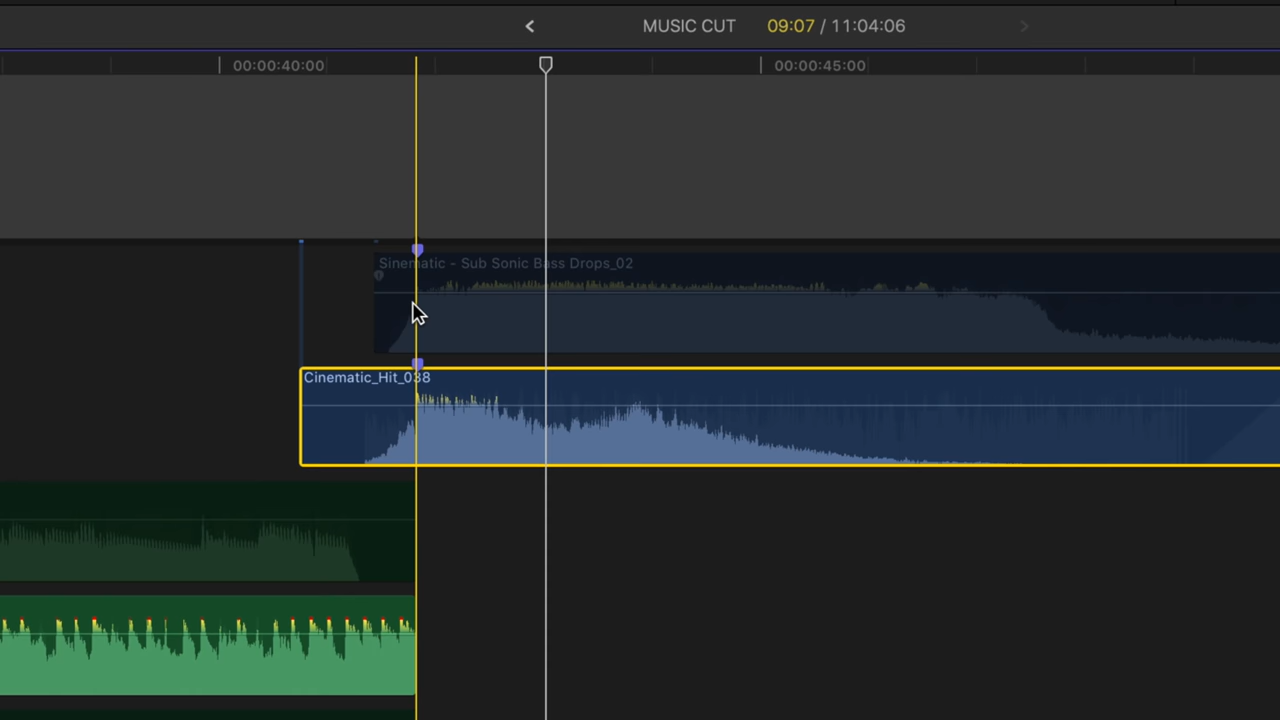 MUSIC CUT 09:07 / 11:04:06
00:00:40:00 00:00:45:00
Sinematic - Sub Sonic Bass Drops_02
Cinematic_Hit_038